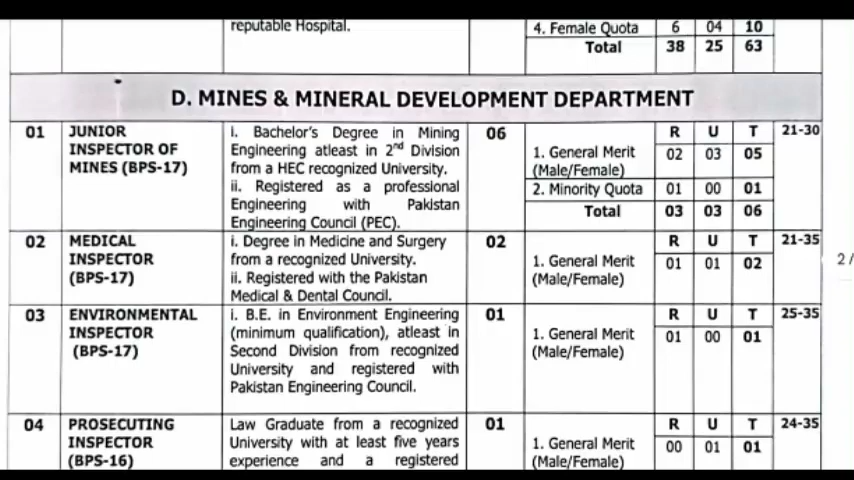 reputable Hospital.
4. Female Quota 6 04 10
Total 38 25 63
D. MINES & MINERAL DEVELOPMENT DEPARTMENT
01 JUNIOR INSPECTOR OF MINES (BPS-17)
i. Bachelor's Degree in Mining
Engineering atleast in 2nd Division
from a HEC recognized University.
ii. Registered as a professional
Engineering with Pakistan
Engineering Council (PEC).
06
R U T
1. General Merit (Male/Female) 02 03 05
2. Minority Quota 01 00 01
Total 03 03 06
21-30
02 MEDICAL INSPECTOR (BPS-17)
i. Degree in Medicine and Surgery
from a recognized University.
ii. Registered with the Pakistan
Medical & Dental Council.
02
R U T
1. General Merit (Male/Female) 01 01 02
21-35
2/
03 ENVIRONMENTAL INSPECTOR (BPS-17)
i. B.E. in Environment Engineering
(minimum qualification), atleast in
Second Division from recognized
University and registered with
Pakistan Engineering Council.
01
R U T
1. General Merit (Male/Female) 01 00 01
25-35
04 PROSECUTING INSPECTOR (BPS-16)
Law Graduate from a recognized
University with at least five years
experience and a registered
01
R U T
1. General Merit (Male/Female) 00 01 01
24-35